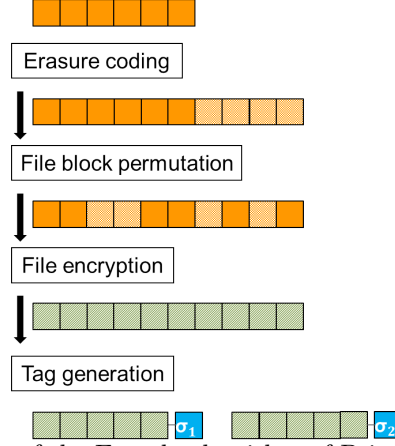 Erasure coding
File block permutation
File encryption
Tag generation
σ1 σ2